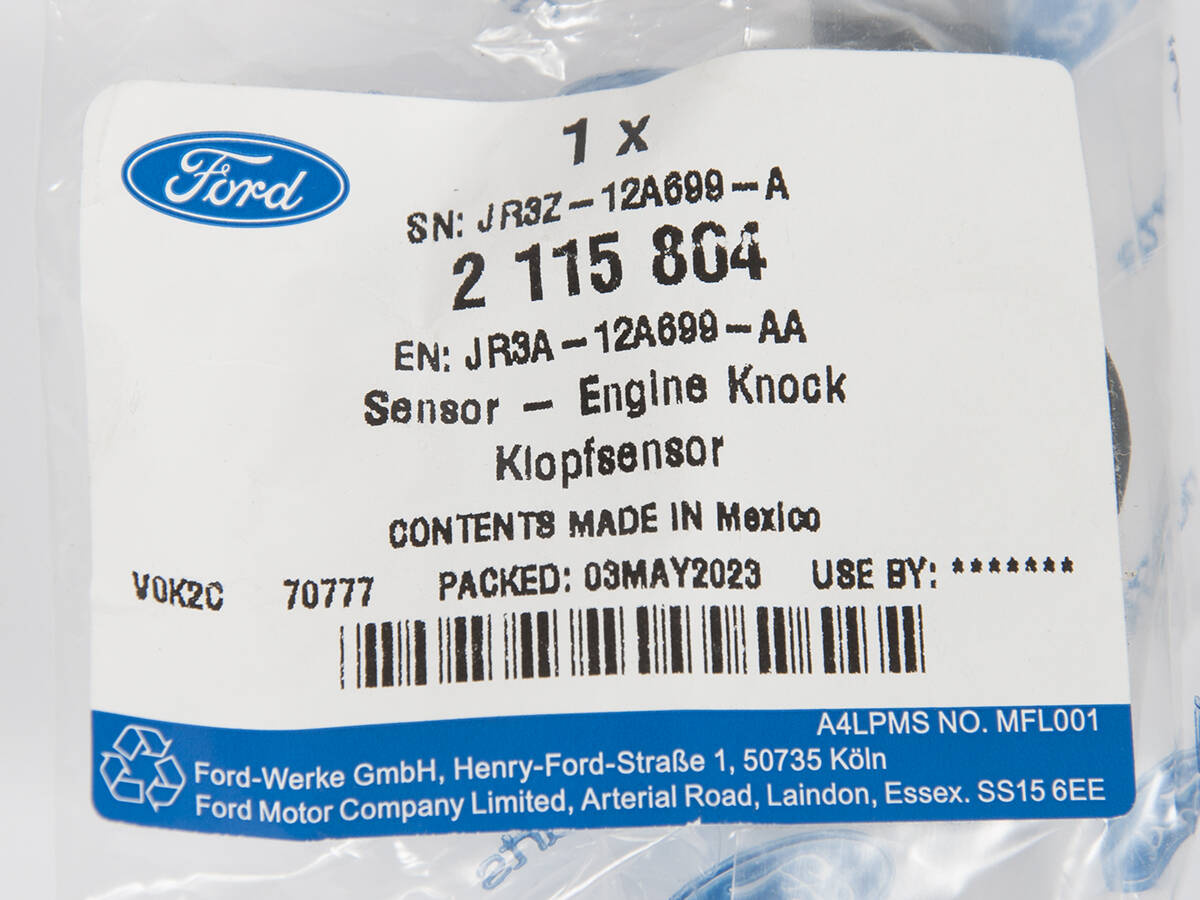 Ford
1 x
SN: JR3Z-12A699-A
2 115 804
EN: JR3A-12A699-AA
Sensor - Engine Knock
Klopfsensor
CONTENTS MADE IN Mexico
V0K2C 70777 PACKED: 03MAY2023 USE BY: *******
A4LPMS NO. MFL001
Ford-Werke GmbH, Henry-Ford-Straße 1, 50735 Köln
Ford Motor Company Limited, Arterial Road, Laindon, Essex. SS15 6EE